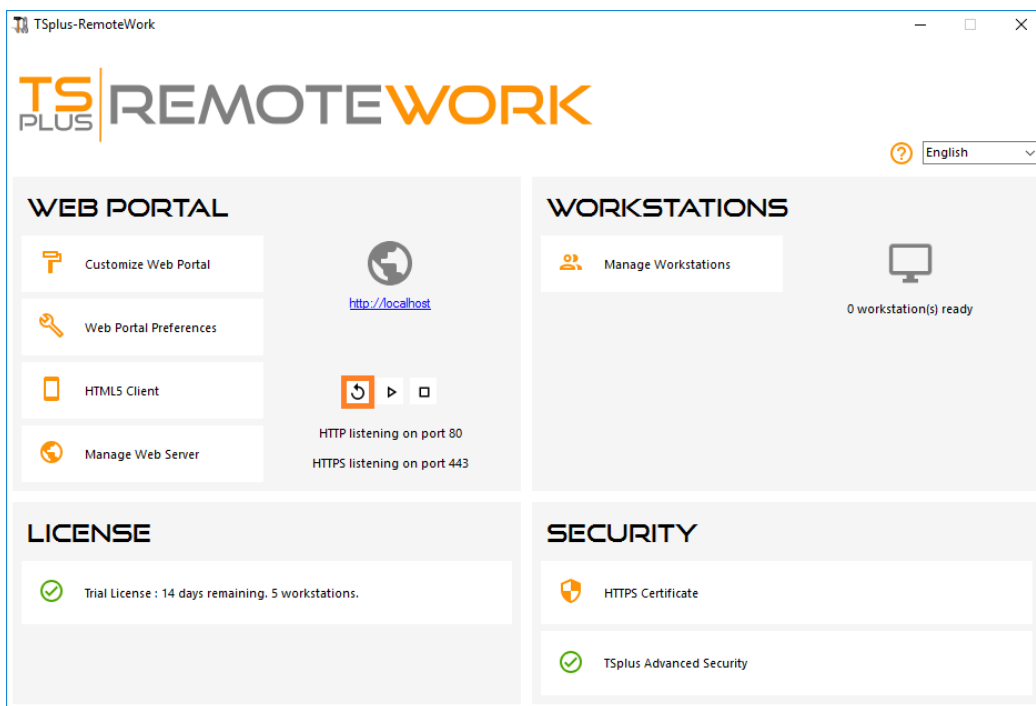 TSplus-RemoteWork
TS PLUS REMOTEWORK
English
WEB PORTAL
Customize Web Portal
Web Portal Preferences
HTML5 Client
Manage Web Server
http://localhost
HTTP listening on port 80
HTTPS listening on port 443
WORKSTATIONS
Manage Workstations
0 workstation(s) ready
LICENSE
Trial License : 14 days remaining. 5 workstations.
SECURITY
HTTPS Certificate
TSplus Advanced Security